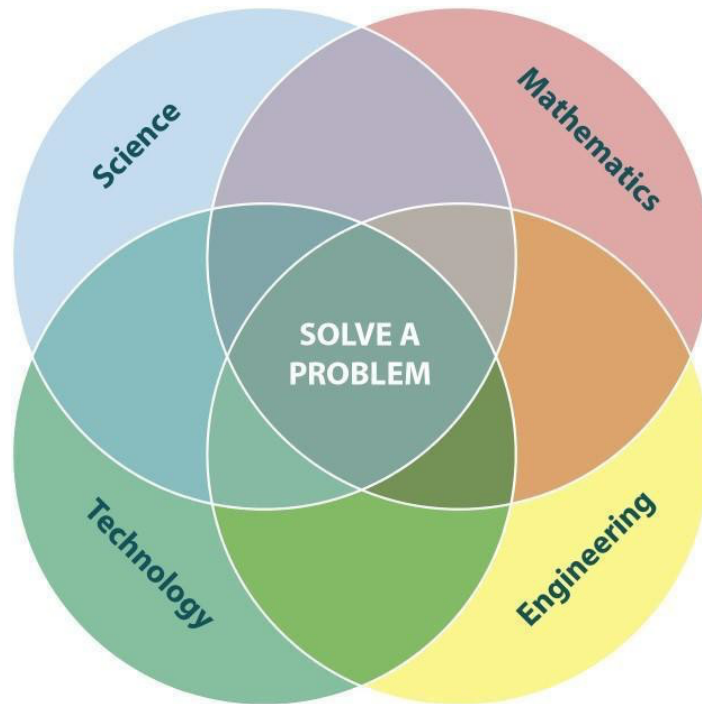 Science
Mathematics
SOLVE A
PROBLEM
Technology
Engineering